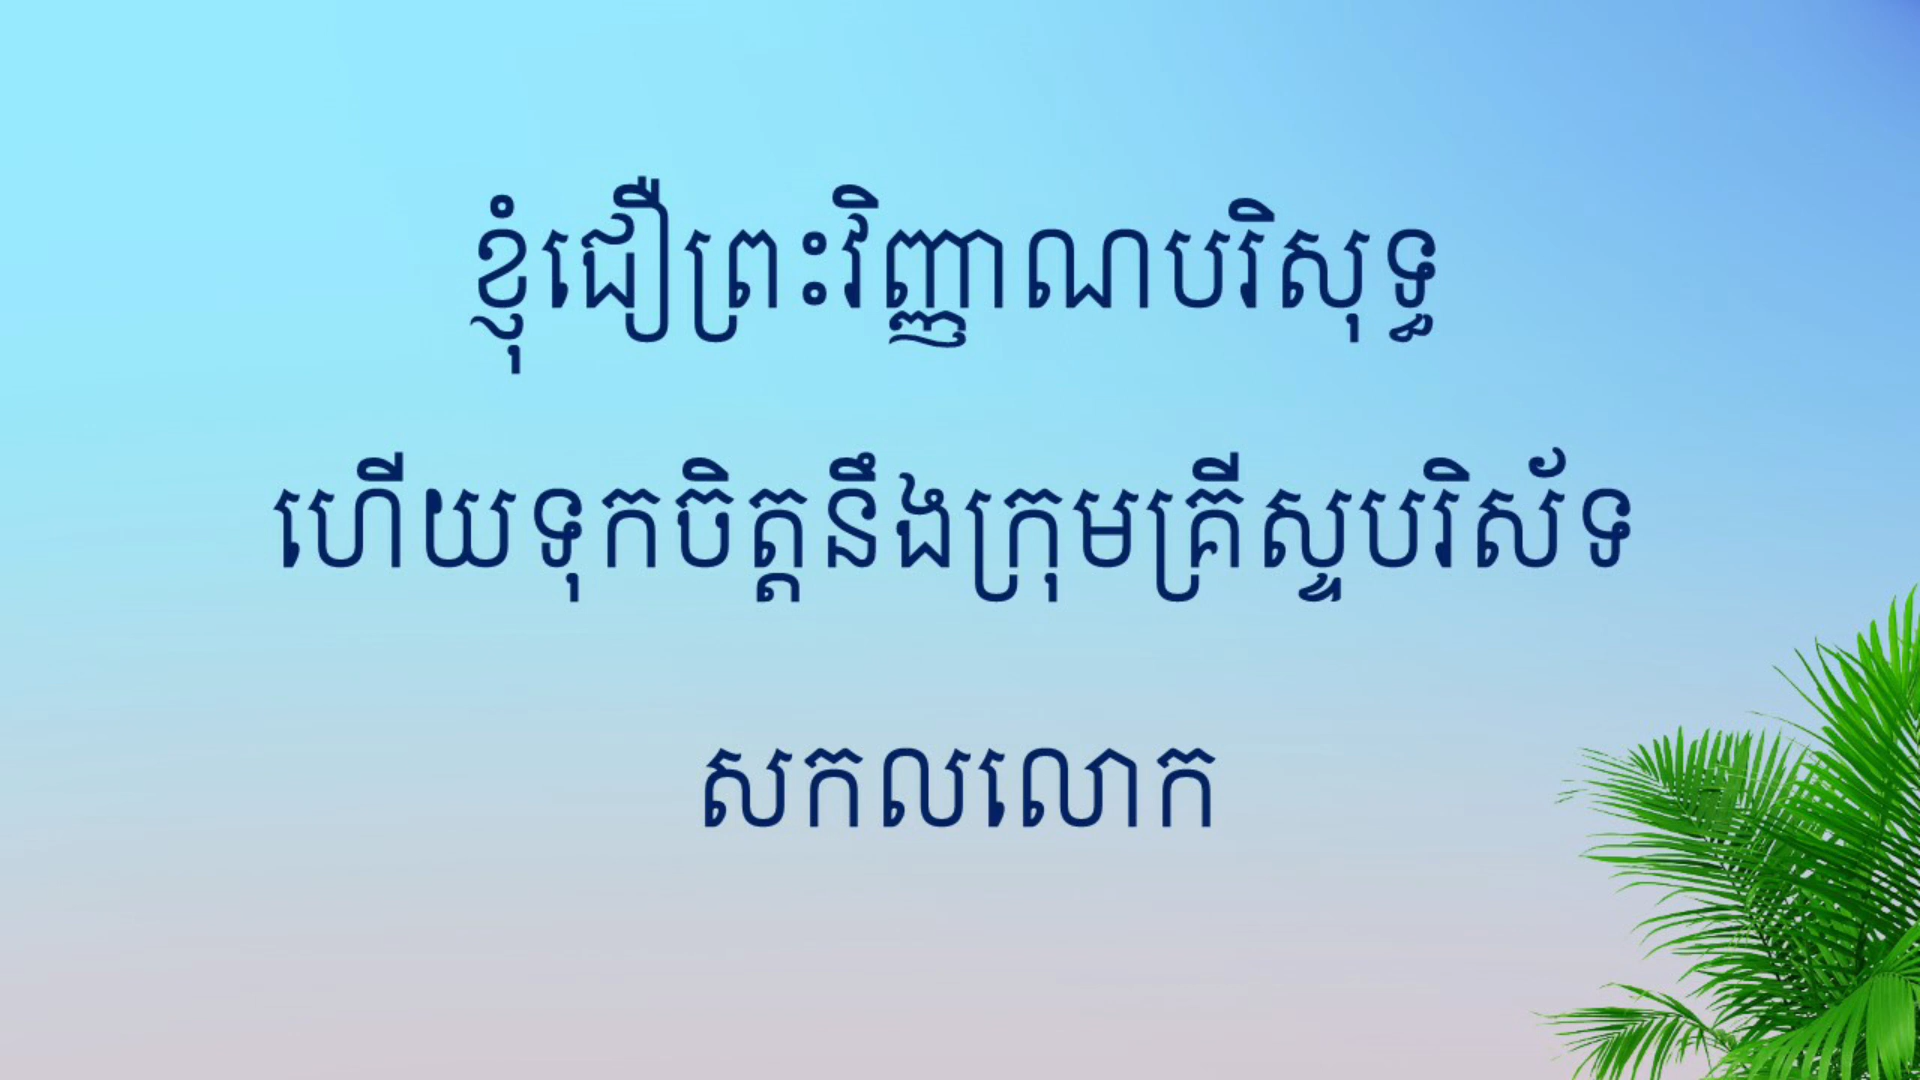 ខ្ញុំជឿព្រះវិញ្ញាណបរិសុទ្ធ
ហើយទុកចិត្តនឹងក្រុមគ្រីស្ទបរិស័ទ
សកលលោក